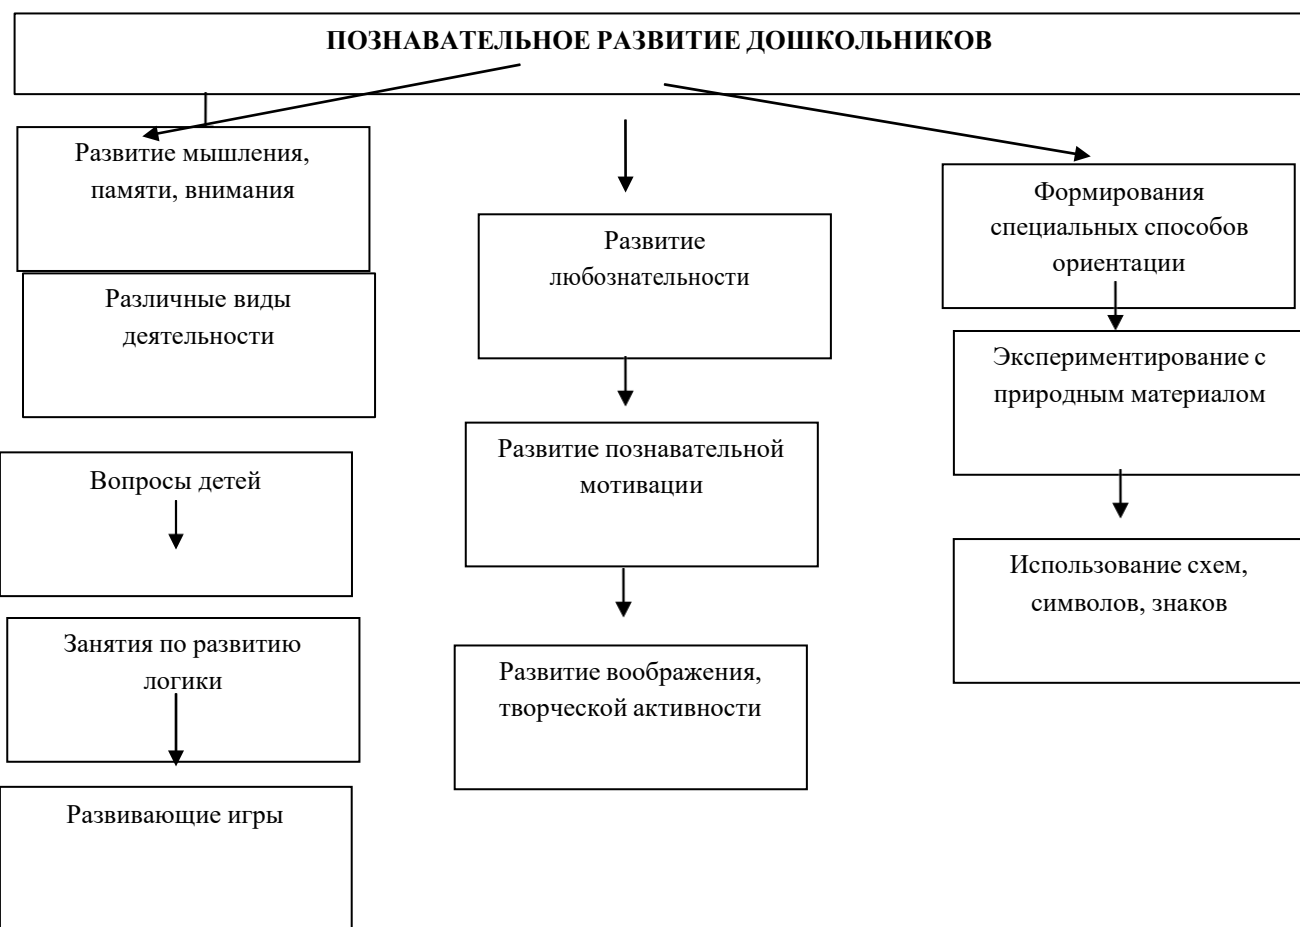 ПОЗНАВАТЕЛЬНОЕ РАЗВИТИЕ ДОШКОЛЬНИКОВ
Развитие мышления,
памяти, внимания
Различные виды
деятельности
Вопросы детей
Занятия по развитию
логики
Развивающие игры
Развитие
любознательности
Развитие познавательной
мотивации
Развитие воображения,
творческой активности
Формирования
специальных способов
ориентации
Экспериментирование с
природным материалом
Использование схем,
символов, знаков